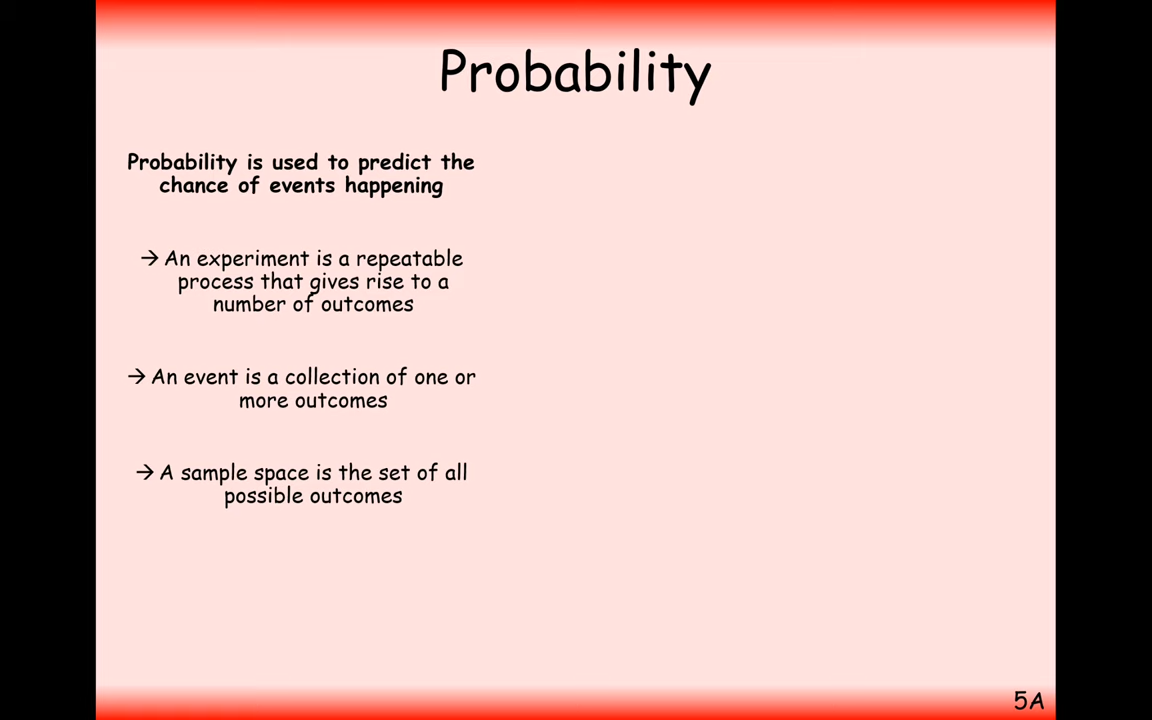 Probability
Probability is used to predict the
chance of events happening
→ An experiment is a repeatable
process that gives rise to a
number of outcomes
→ An event is a collection of one or
more outcomes
→ A sample space is the set of all
possible outcomes
5A